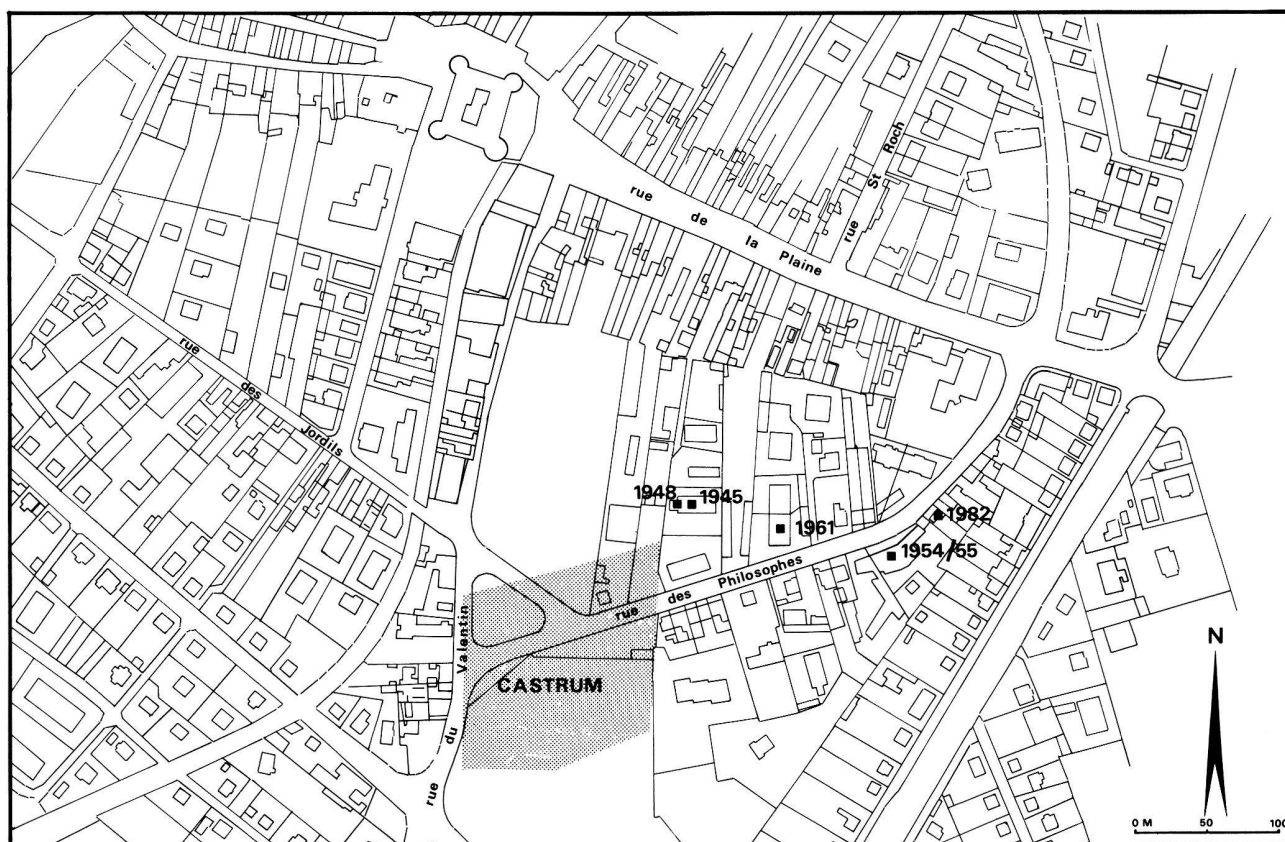 rue de la Plaine
rue St Roch
rue des Jordils
1948
1945
1961
1982
1954/55
rue des Philosophes
rue du Valentin
CASTRUM
N
0 M 50 100